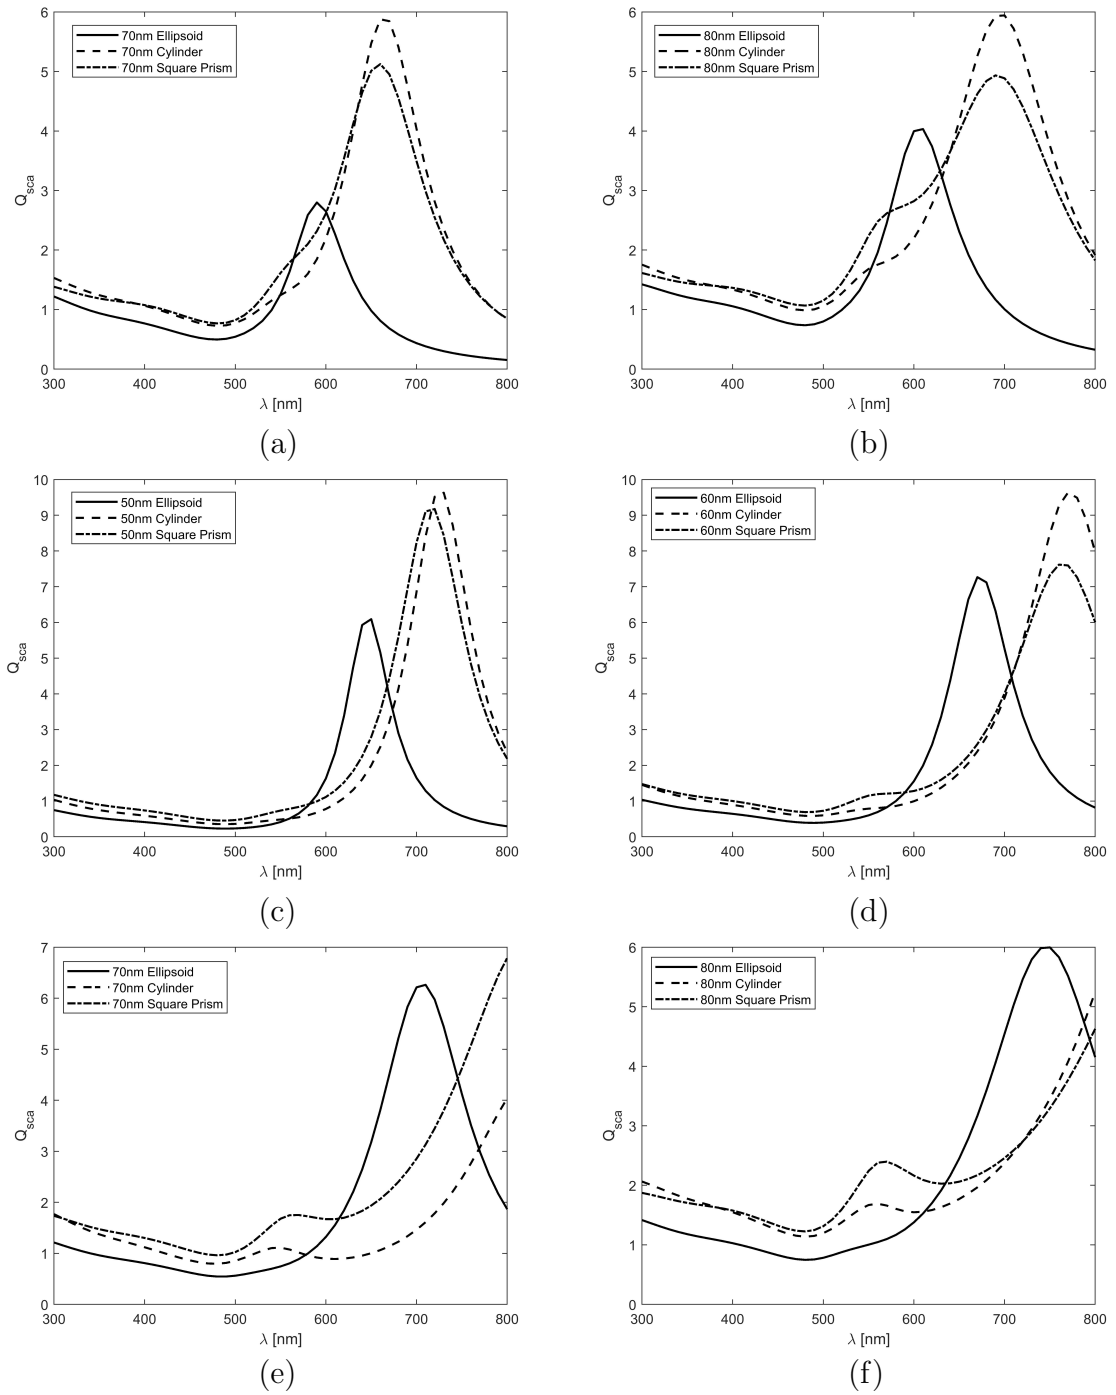 6
5
4
3
2
1
0
Q_sca
70nm Ellipsoid
70nm Cylinder
70nm Square Prism
300 400 500 600 700 800
λ [nm]
(a)
6
5
4
3
2
1
0
Q_sca
80nm Ellipsoid
80nm Cylinder
80nm Square Prism
300 400 500 600 700 800
λ [nm]
(b)
10
9
8
7
6
5
4
3
2
1
0
Q_sca
50nm Ellipsoid
50nm Cylinder
50nm Square Prism
300 400 500 600 700 800
λ [nm]
(c)
10
9
8
7
6
5
4
3
2
1
0
Q_sca
60nm Ellipsoid
60nm Cylinder
60nm Square Prism
300 400 500 600 700 800
λ [nm]
(d)
7
6
5
4
3
2
1
0
Q_sca
70nm Ellipsoid
70nm Cylinder
70nm Square Prism
300 400 500 600 700 800
λ [nm]
(e)
6
5
4
3
2
1
0
Q_sca
80nm Ellipsoid
80nm Cylinder
80nm Square Prism
300 400 500 600 700 800
λ [nm]
(f)